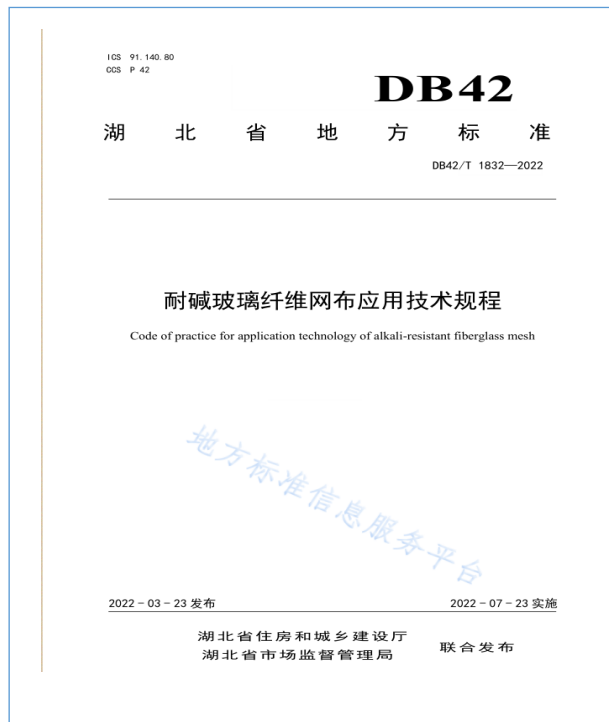 ICS 91.140.80
CCS P 42
DB42
湖北省地方标准
DB42/T 1832—2022
耐碱玻璃纤维网布应用技术规程
Code of practice for application technology of alkali-resistant fiberglass mesh
地方标准信息服务平台
2022-03-23 发布 2022-07-23 实施
湖北省住房和城乡建设厅
湖北省市场监督管理局
联合发布